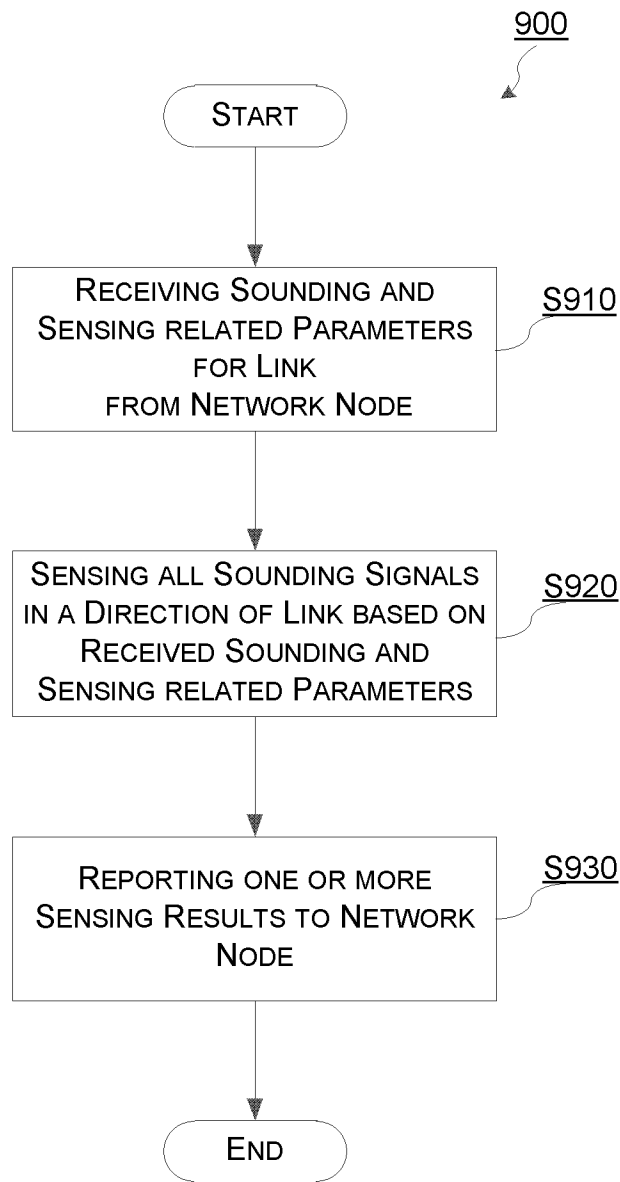 900
START
RECEIVING SOUNDING AND
SENSING RELATED PARAMETERS
FOR LINK
FROM NETWORK NODE
S910
SENSING ALL SOUNDING SIGNALS
IN A DIRECTION OF LINK BASED ON
RECEIVED SOUNDING AND
SENSING RELATED PARAMETERS
S920
REPORTING ONE OR MORE
SENSING RESULTS TO NETWORK
NODE
S930
END